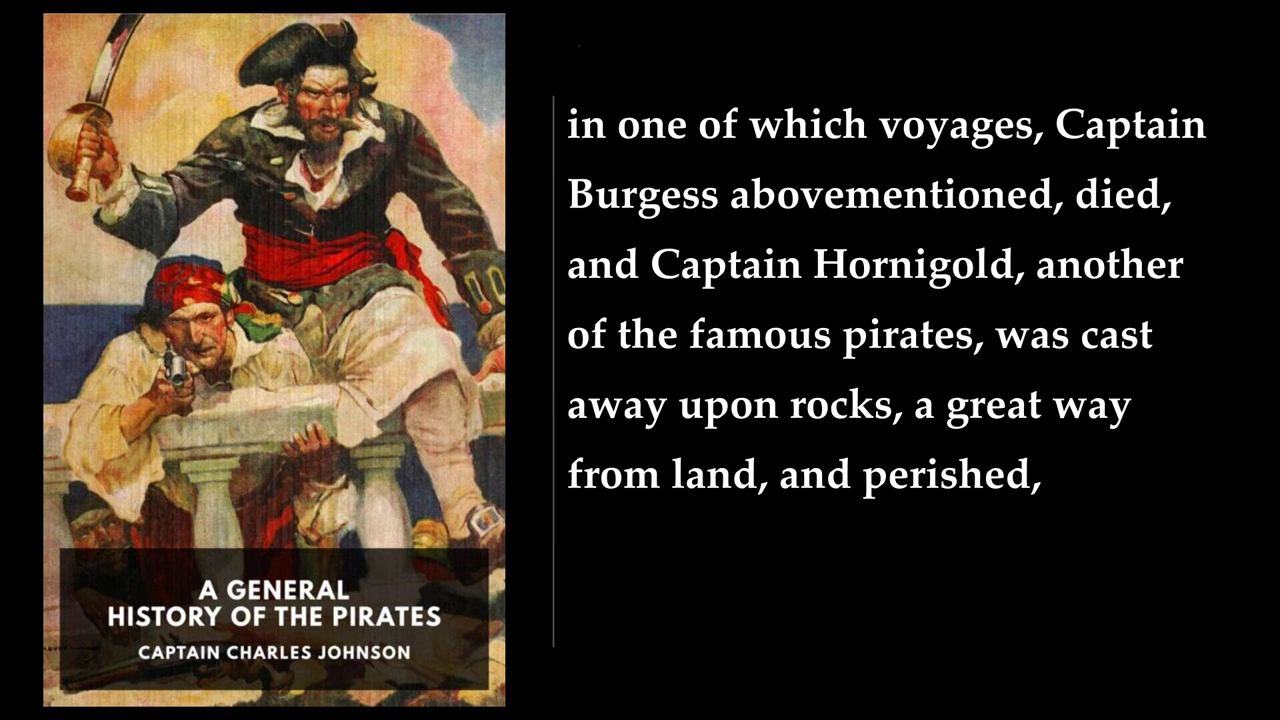 A GENERAL
HISTORY OF THE PIRATES
CAPTAIN CHARLES JOHNSON
in one of which voyages, Captain
Burgess abovementioned, died,
and Captain Hornigold, another
of the famous pirates, was cast
away upon rocks, a great way
from land, and perished,